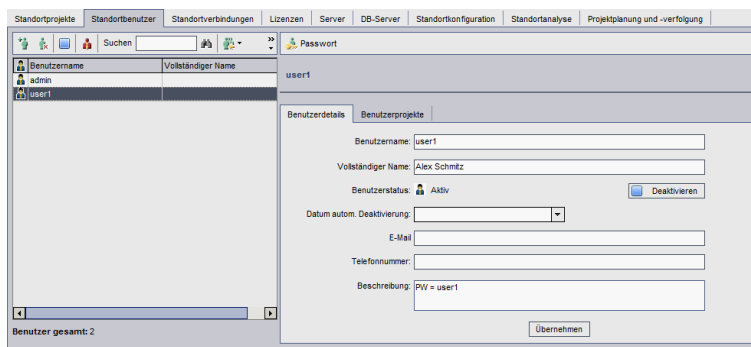 Standortprojekte Standortbenutzer Standortverbindungen Lizenzen Server DB-Server Standortkonfiguration Standortanalyse Projektplanung und -verfolgung
Suchen
Passwort
Benutzername Vollständiger Name
admin
user1
user1
Benutzerdetails Benutzerprojekte
Benutzername: user1
Vollständiger Name: Alex Schmitz
Benutzerstatus: Aktiv Deaktivieren
Datum autom. Deaktivierung:
E-Mail
Telefonnummer:
Beschreibung: PW = user1
Benutzer gesamt: 2
Übernehmen